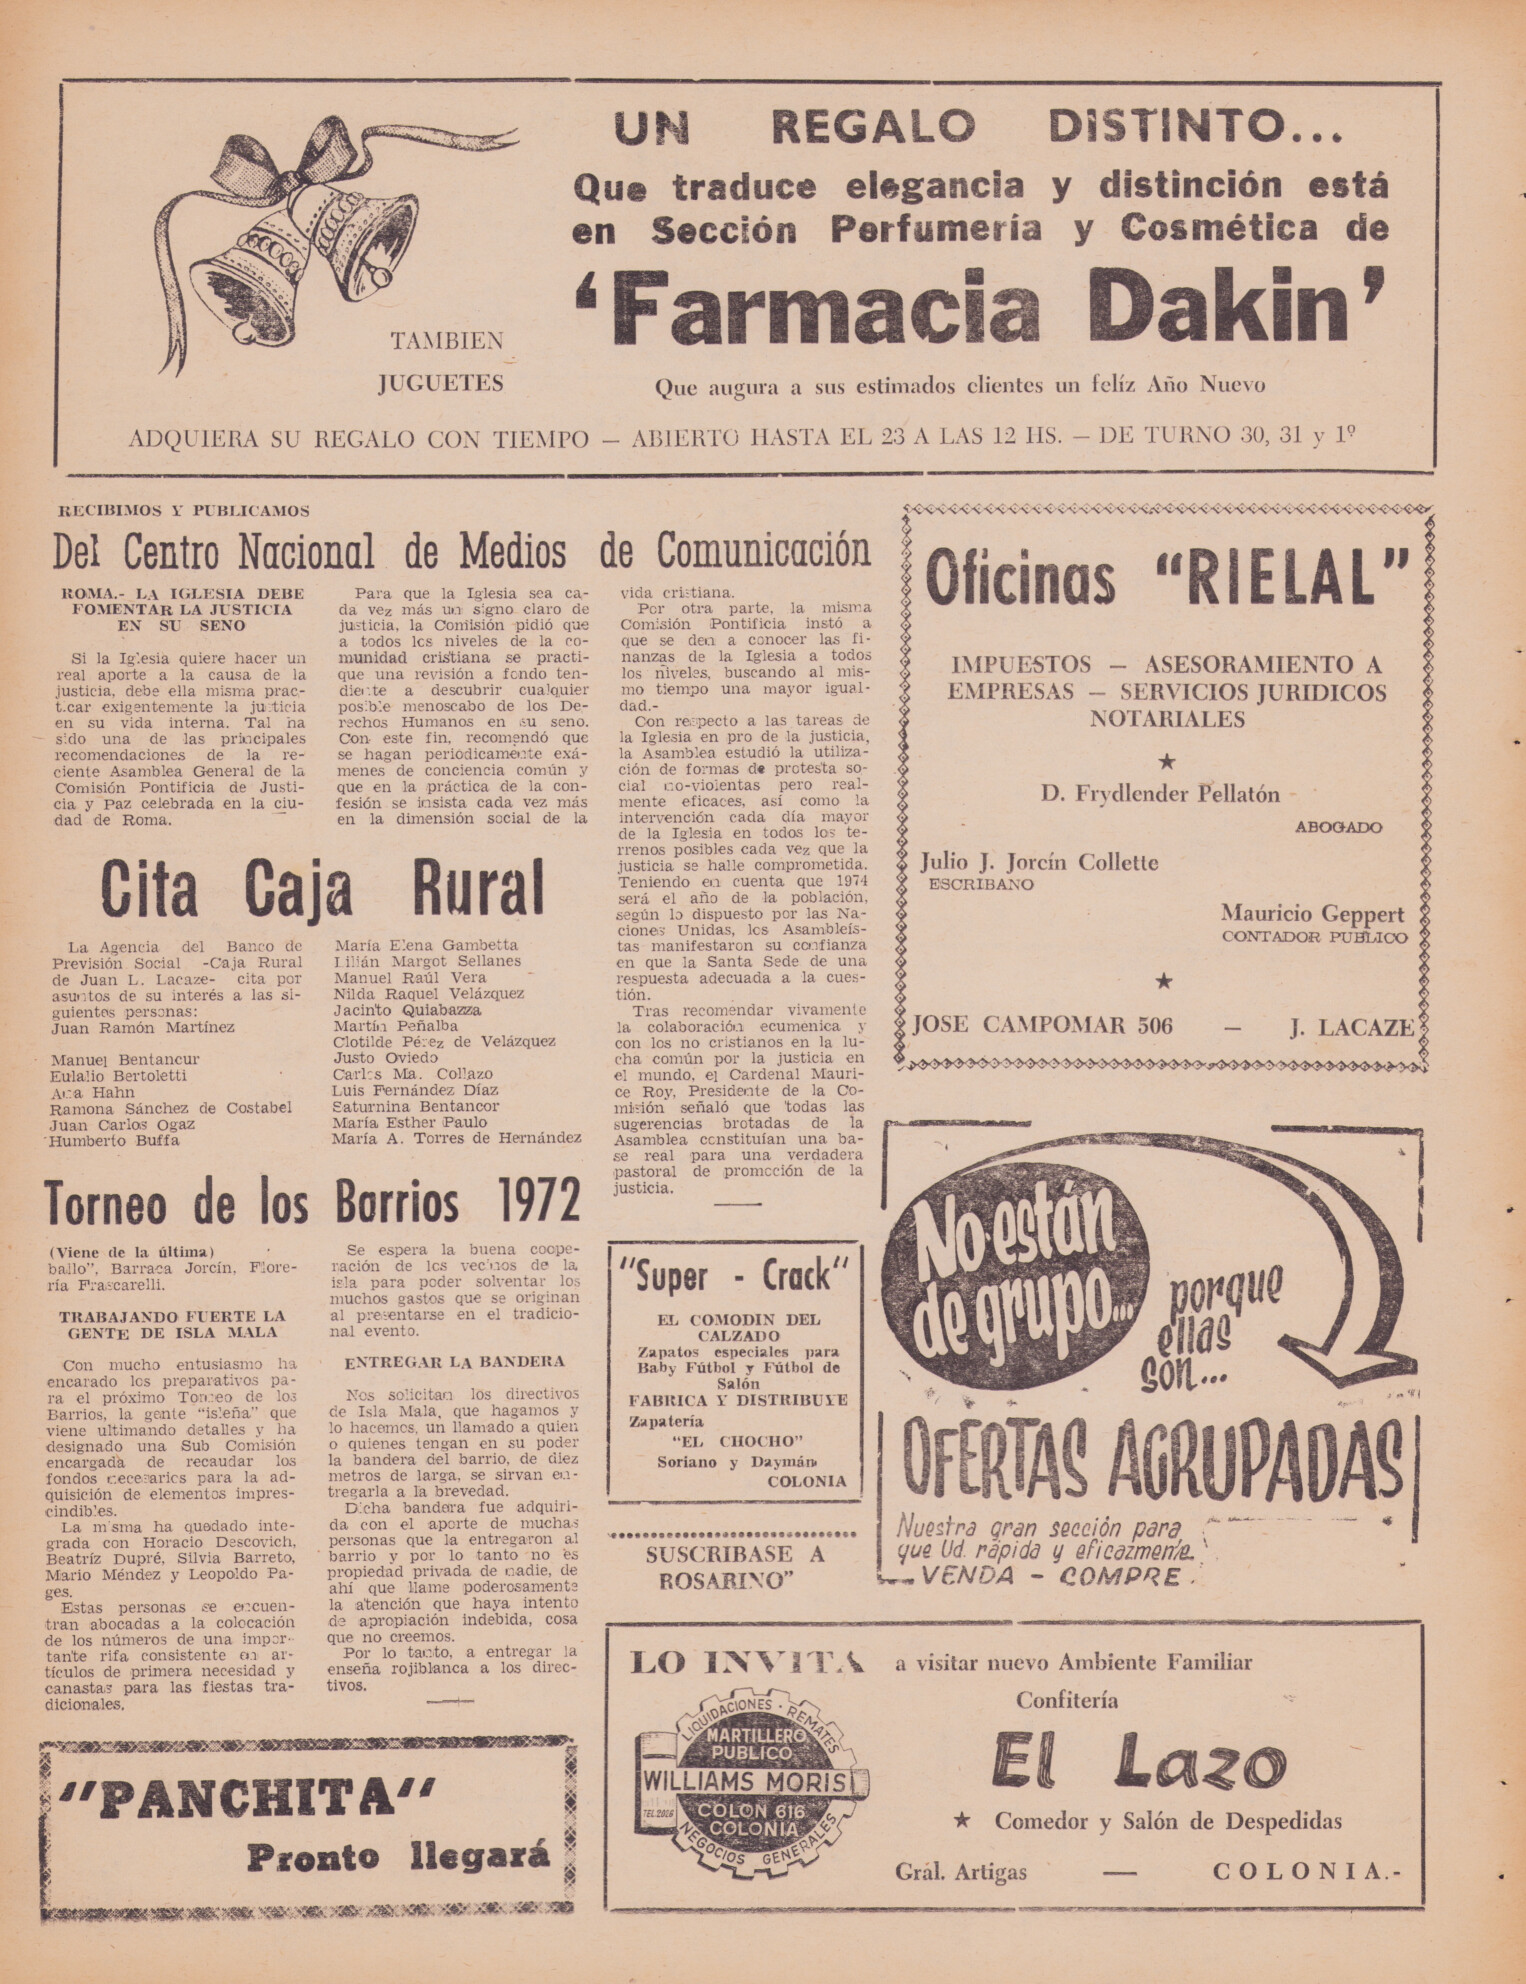 UN REGALO DISTINTO...
Que traduce elegancia y distinción está
en Sección Perfumería y Cosmética de
'Farmacia Dakin'
TAMBIEN
JUGUETES
Que augura a sus estimados clientes un felíz Año Nuevo
ADQUIERA SU REGALO CON TIEMPO — ABIERTO HASTA EL 23 A LAS 12 HS. — DE TURNO 30, 31 y 1º
RECIBIMOS Y PUBLICAMOS
Del Centro Nacional de Medios de Comunicación
ROMA.- LA IGLESIA DEBE
FOMENTAR LA JUSTICIA
EN SU SENO
Si la Iglesia quiere hacer un
real aporte a la causa de la
justicia, debe ella misma prac-
ticar exigentemente la justicia
en su vida interna. Tal ha
sido una de las principales
recomendaciones de la re-
ciente Asamblea General de la
Comisión Pontificia de Justi-
cia y Paz celebrada en la ciu-
dad de Roma.
Para que la Iglesia sea ca-
da vez más un signo claro de
justicia, la Comisión pidió que
a todos los niveles de la co-
munidad cristiana se practi-
que una revisión a fondo ten-
diente a descubrir cualquier
posible menoscabo de los De-
rechos Humanos en su seno.
Con este fin, recomendó que
se hagan periodicamente exá-
menes de conciencia común y
que en la práctica de la con-
fesión se insista cada vez más
en la dimensión social de la
vida cristiana.
Por otra parte, la misma
Comisión Pontificia instó a
que se den a conocer las fi-
nanzas de la Iglesia a todos
los niveles, buscando al mis-
mo tiempo una mayor igual-
dad.-
Con respecto a las tareas de
la Iglesia en pro de la justicia,
la Asamblea estudió la utiliza-
ción de formas de protesta so-
cial no-violentas pero real-
mente eficaces, así como la
intervención cada día mayor
de la Iglesia en todos los te-
rrenos posibles cada vez que la
justicia se halle comprometida.
Teniendo en cuenta que 1974
será el año de la población,
según lo dispuesto por las Na-
ciones Unidas, los Asambleís-
tas manifestaron su confianza
en que la Santa Sede de una
respuesta adecuada a la cues-
tión.
Tras recomendar vivamente
la colaboración ecumenica y
con los no cristianos en la lu-
cha común por la justicia en
el mundo, el Cardenal Mauri-
ce Roy, Presidente de la Co-
misión señaló que todas las
sugerencias brotadas de la
Asamblea constituían una ba-
se real para una verdadera
pastoral de promoción de la
justicia.
Cita Caja Rural
La Agencia del Banco de
Previsión Social -Caja Rural
de Juan L. Lacaze- cita por
asuntos de su interés a las si-
guientes personas:
Juan Ramón Martínez
Manuel Bentancur
Eulalio Bertoletti
Ana Hahn
Ramona Sánchez de Costabel
Juan Carlos Ogaz
Humberto Buffa
María Elena Gambetta
Lilián Margot Sellanes
Manuel Raúl Vera
Nilda Raquel Velázquez
Jacinto Quiabazza
Martín Peñalba
Clotilde Pérez de Velázquez
Justo Oviedo
Carlos Ma. Collazo
Luis Fernández Díaz
Saturnina Bentancor
María Esther Paulo
María A. Torres de Hernández
Torneo de los Barrios 1972
(Viene de la última)
ballo", Barraca Jorcín, Flore-
ría Frascarelli.
TRABAJANDO FUERTE LA
GENTE DE ISLA MALA
Con mucho entusiasmo ha
encarado los preparativos pa-
ra el próximo Torneo de los
Barrios, la gente "isleña" que
viene ultimando detalles y ha
designado una Sub Comisión
encargada de recaudar los
fondos necesarios para la ad-
quisición de elementos impres-
cindibles.
La misma ha quedado inte-
grada con Horacio Descovich,
Beatríz Dupré, Silvia Barreto,
Mario Méndez y Leopoldo Pa-
ges.
Estas personas se encuen-
tran abocadas a la colocación
de los números de una impor-
tante rifa consistente en ar-
tículos de primera necesidad y
canastas para las fiestas tra-
dicionales.
Se espera la buena coope-
ración de los vecinos de la
isla para poder solventar los
muchos gastos que se originan
al presentarse en el tradicio-
nal evento.
ENTREGAR LA BANDERA
Nos solicitan los directivos
de Isla Mala, que hagamos y
lo hacemos, un llamado a quien
o quienes tengan en su poder
la bandera del barrio, de diez
metros de larga, se sirvan en-
tregarla a la brevedad.
Dicha bandera fue adquiri-
da con el aporte de muchas
personas que la entregaron al
barrio y por lo tanto no es
propiedad privada de nadie, de
ahí que llame poderosamente
la atención que haya intento
de apropiación indebida, cosa
que no creemos.
Por lo tanto, a entregar la
enseña rojiblanca a los direc-
tivos.
"PANCHITA"
Pronto llegará
"Super - Crack"
EL COMODIN DEL
CALZADO
Zapatos especiales para
Baby Fútbol y Fútbol de
Salón
FABRICA Y DISTRIBUYE
Zapatería
"EL CHOCHO"
Soriano y Daymán
COLONIA
SUSCRIBASE A
ROSARINO"
Oficinas "RIELAL"
IMPUESTOS — ASESORAMIENTO A
EMPRESAS — SERVICIOS JURIDICOS
NOTARIALES
★
D. Frydlender Pellatón
ABOGADO
Julio J. Jorcín Collette
ESCRIBANO
Mauricio Geppert
CONTADOR PUBLICO
★
JOSE CAMPOMAR 506 — J. LACAZE
No están
de grupo...
porque
ellas
son...
OFERTAS AGRUPADAS
Nuestra gran sección para
que Ud. rápida y eficazmente
VENDA - COMPRE.
LO INVITA a visitar nuevo Ambiente Familiar
Confitería
El Lazo
★ Comedor y Salón de Despedidas
Grál. Artigas — COLONIA.-
LIQUIDACIONES - REMATES
MARTILLERO
PUBLICO
WILLIAMS MORISI
TEL. 2026
COLON 616
COLONIA
NEGOCIOS GENERALES